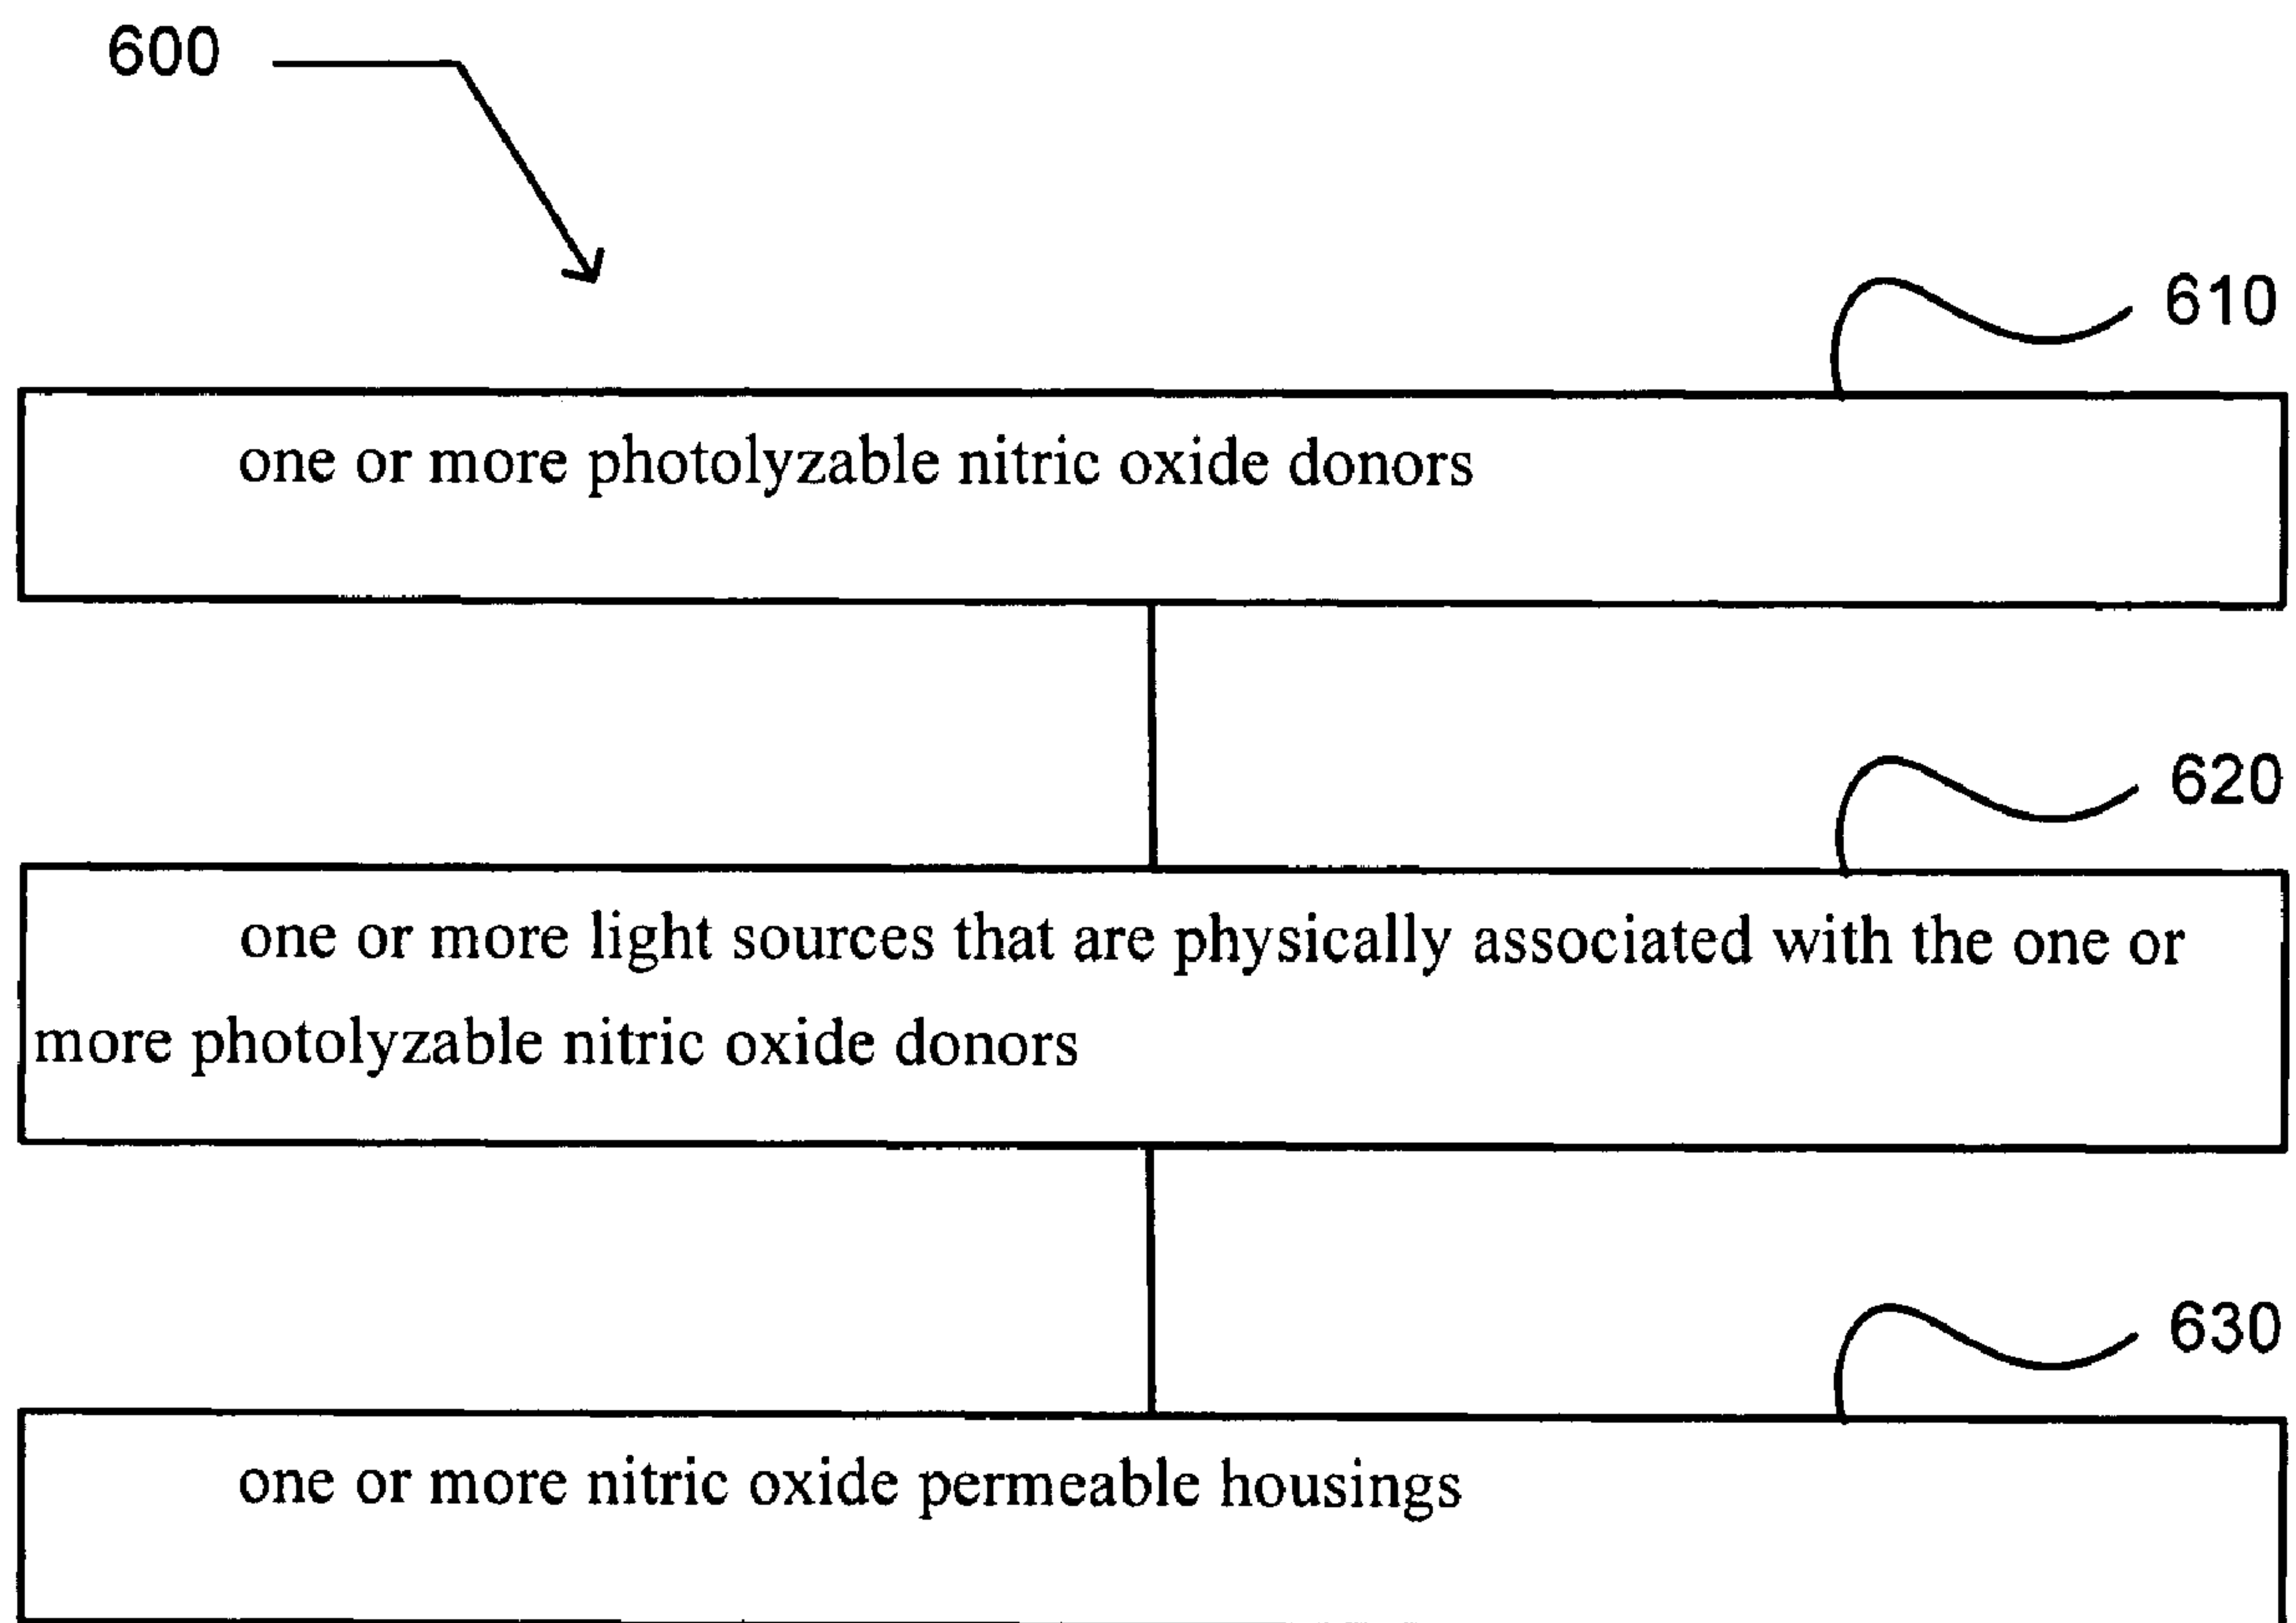 600
610
one or more photolyzable nitric oxide donors
620
one or more light sources that are physically associated with the one or
more photolyzable nitric oxide donors
630
one or more nitric oxide permeable housings